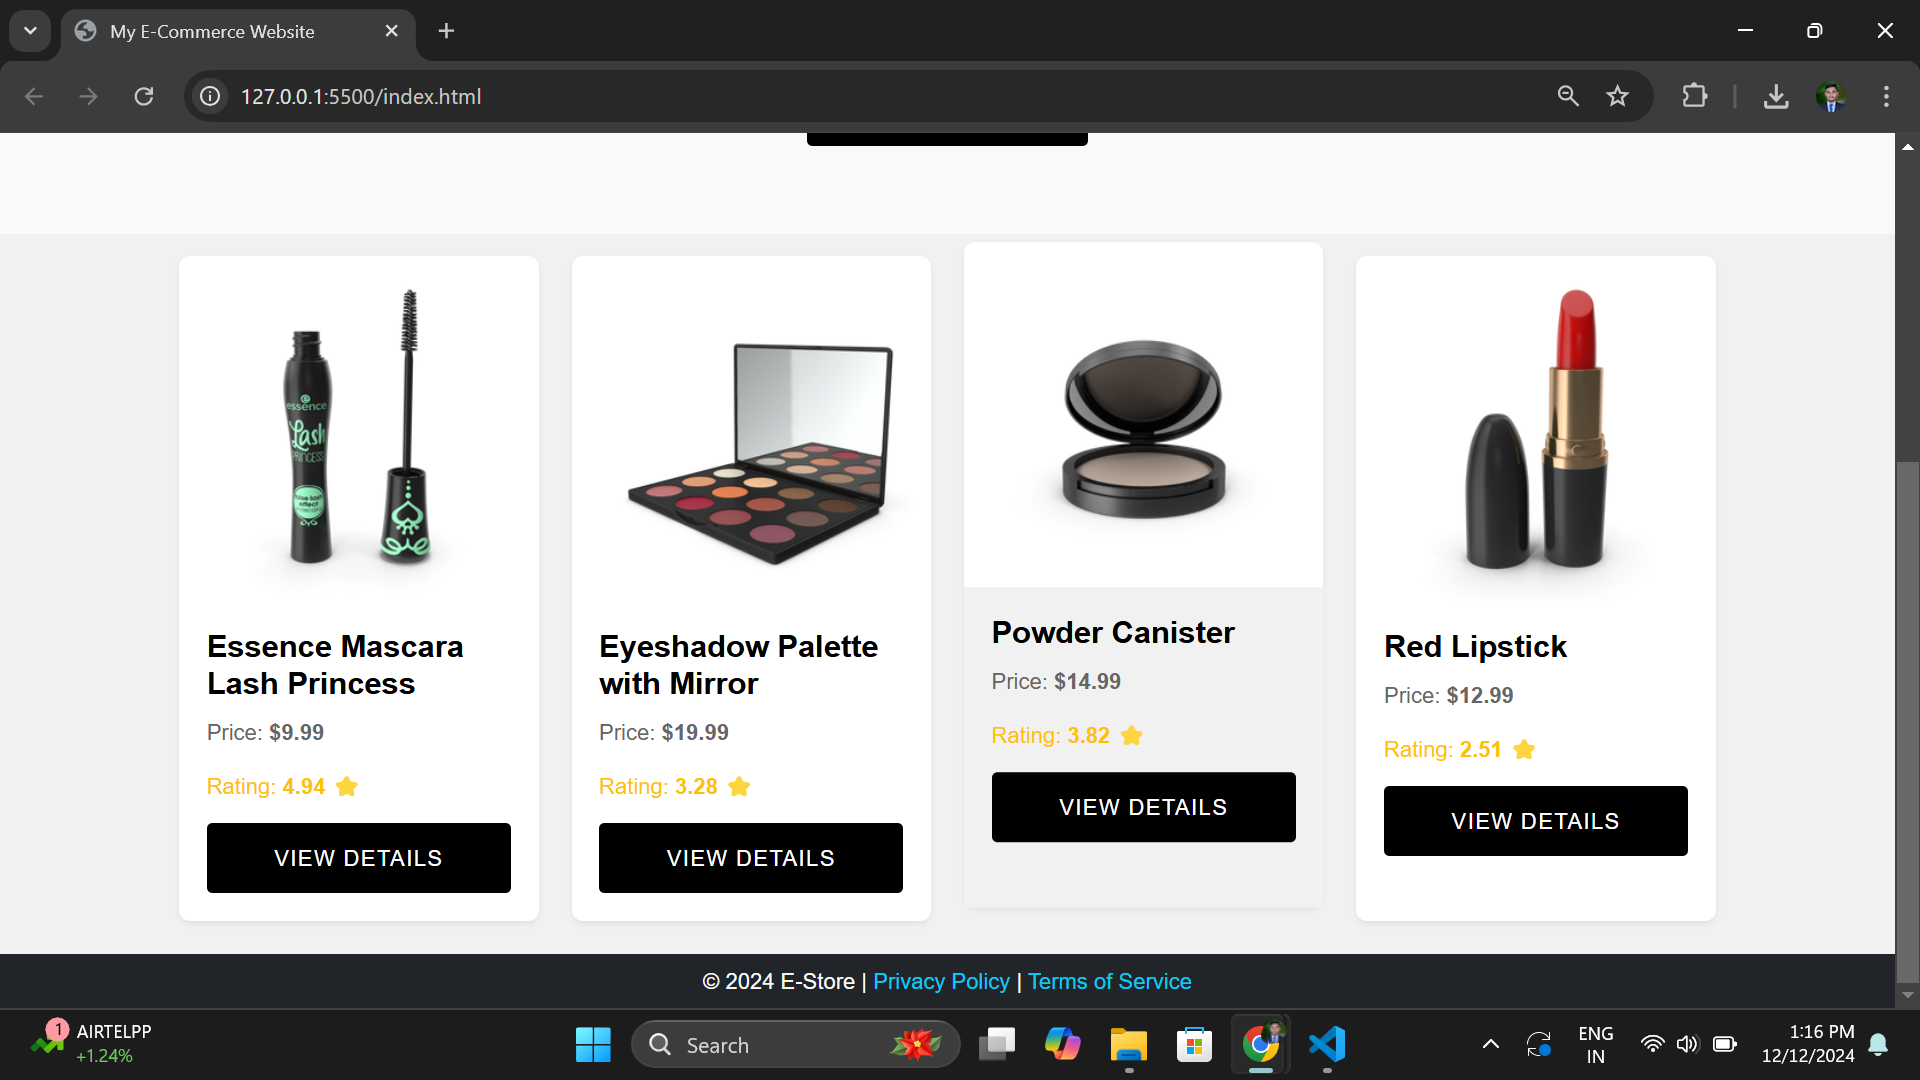 My E-Commerce Website
127.0.0.1:5500/index.html
essence
Lash
PRINCESS
false lash
effect
Essence Mascara
Lash Princess
Price: $9.99
Rating: 4.94
VIEW DETAILS
Eyeshadow Palette
with Mirror
Price: $19.99
Rating: 3.28
VIEW DETAILS
Powder Canister
Price: $14.99
Rating: 3.82
VIEW DETAILS
Red Lipstick
Price: $12.99
Rating: 2.51
VIEW DETAILS
© 2024 E-Store | Privacy Policy | Terms of Service
1
AIRTELPP
+1.24%
Search
ENG
IN
1:16 PM
12/12/2024